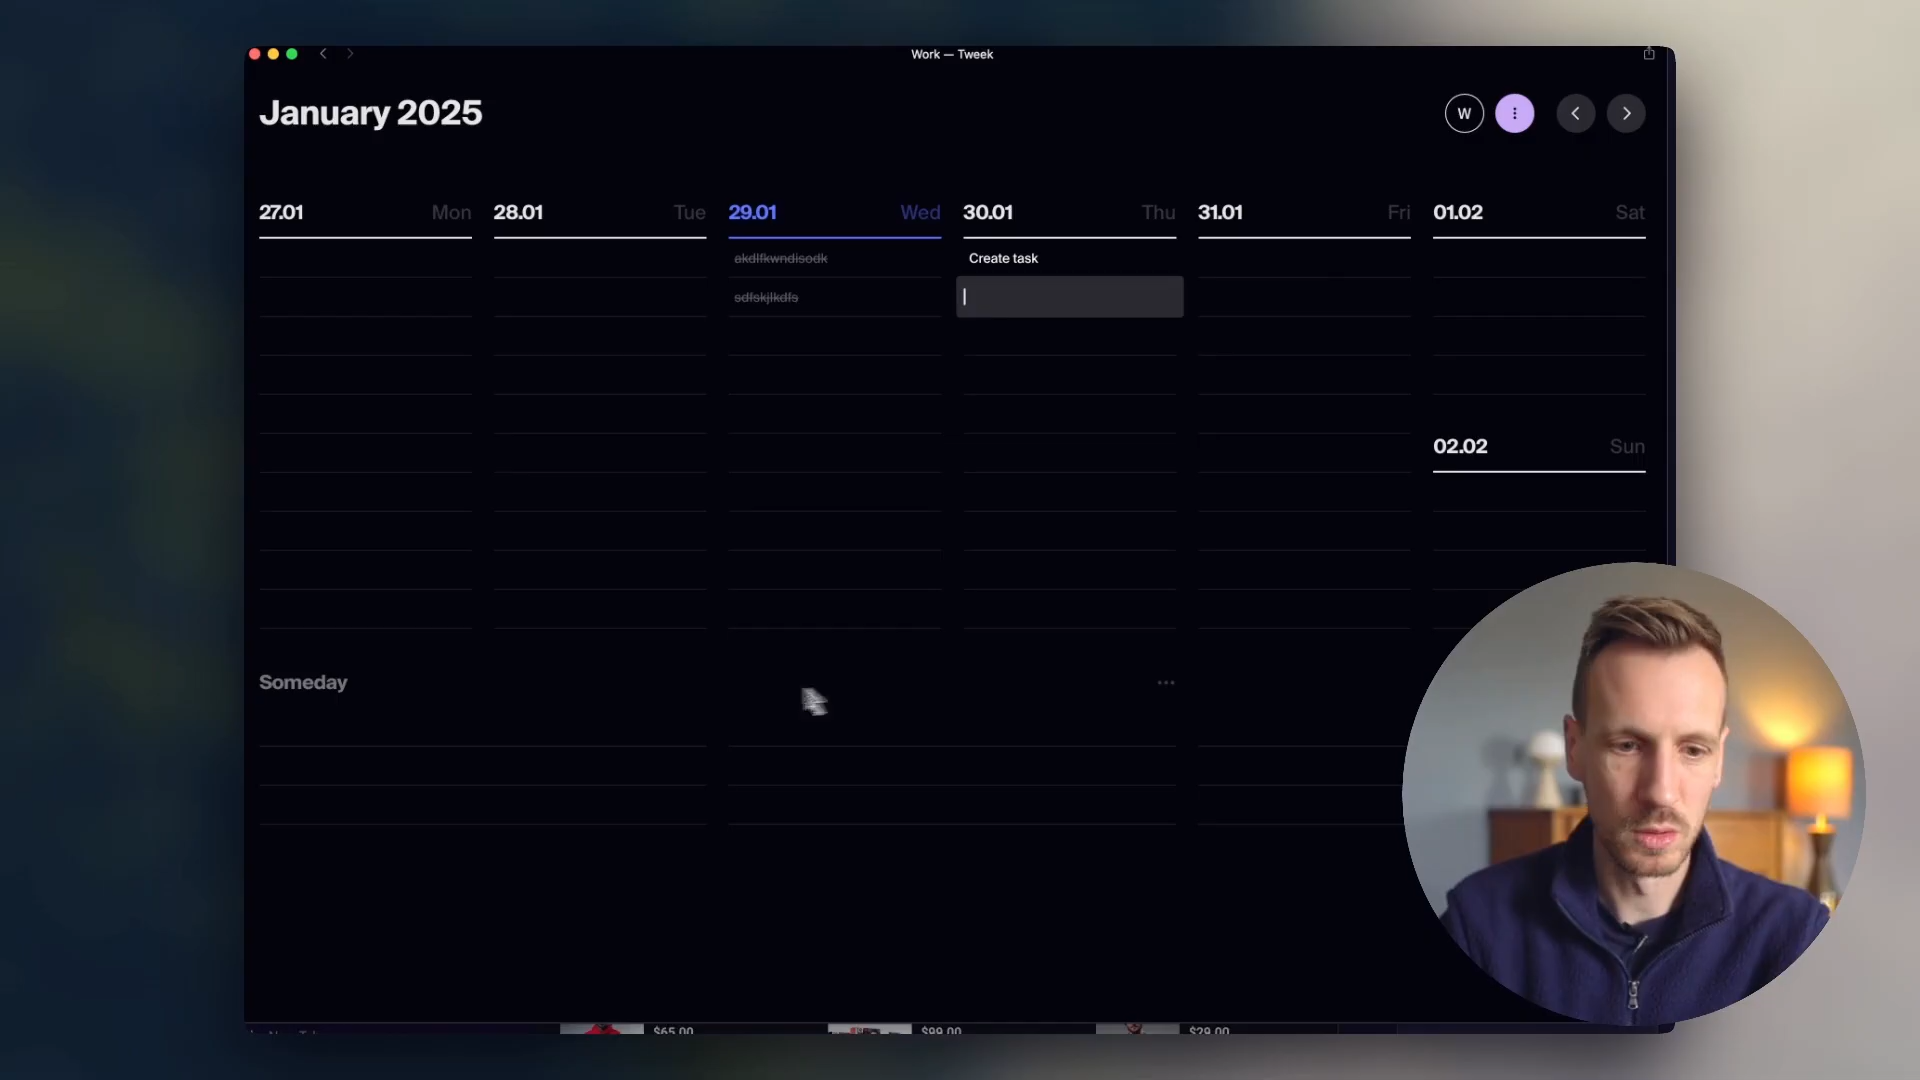 Work — Tweek
January 2025
W
27.01 Mon
28.01 Tue
29.01 Wed
30.01 Thu
31.01 Fri
01.02 Sat
akdlfkwndisodk
Create task
sdfskjlkdfs
02.02 Sun
Someday
$65.00
$99.00
$29.00